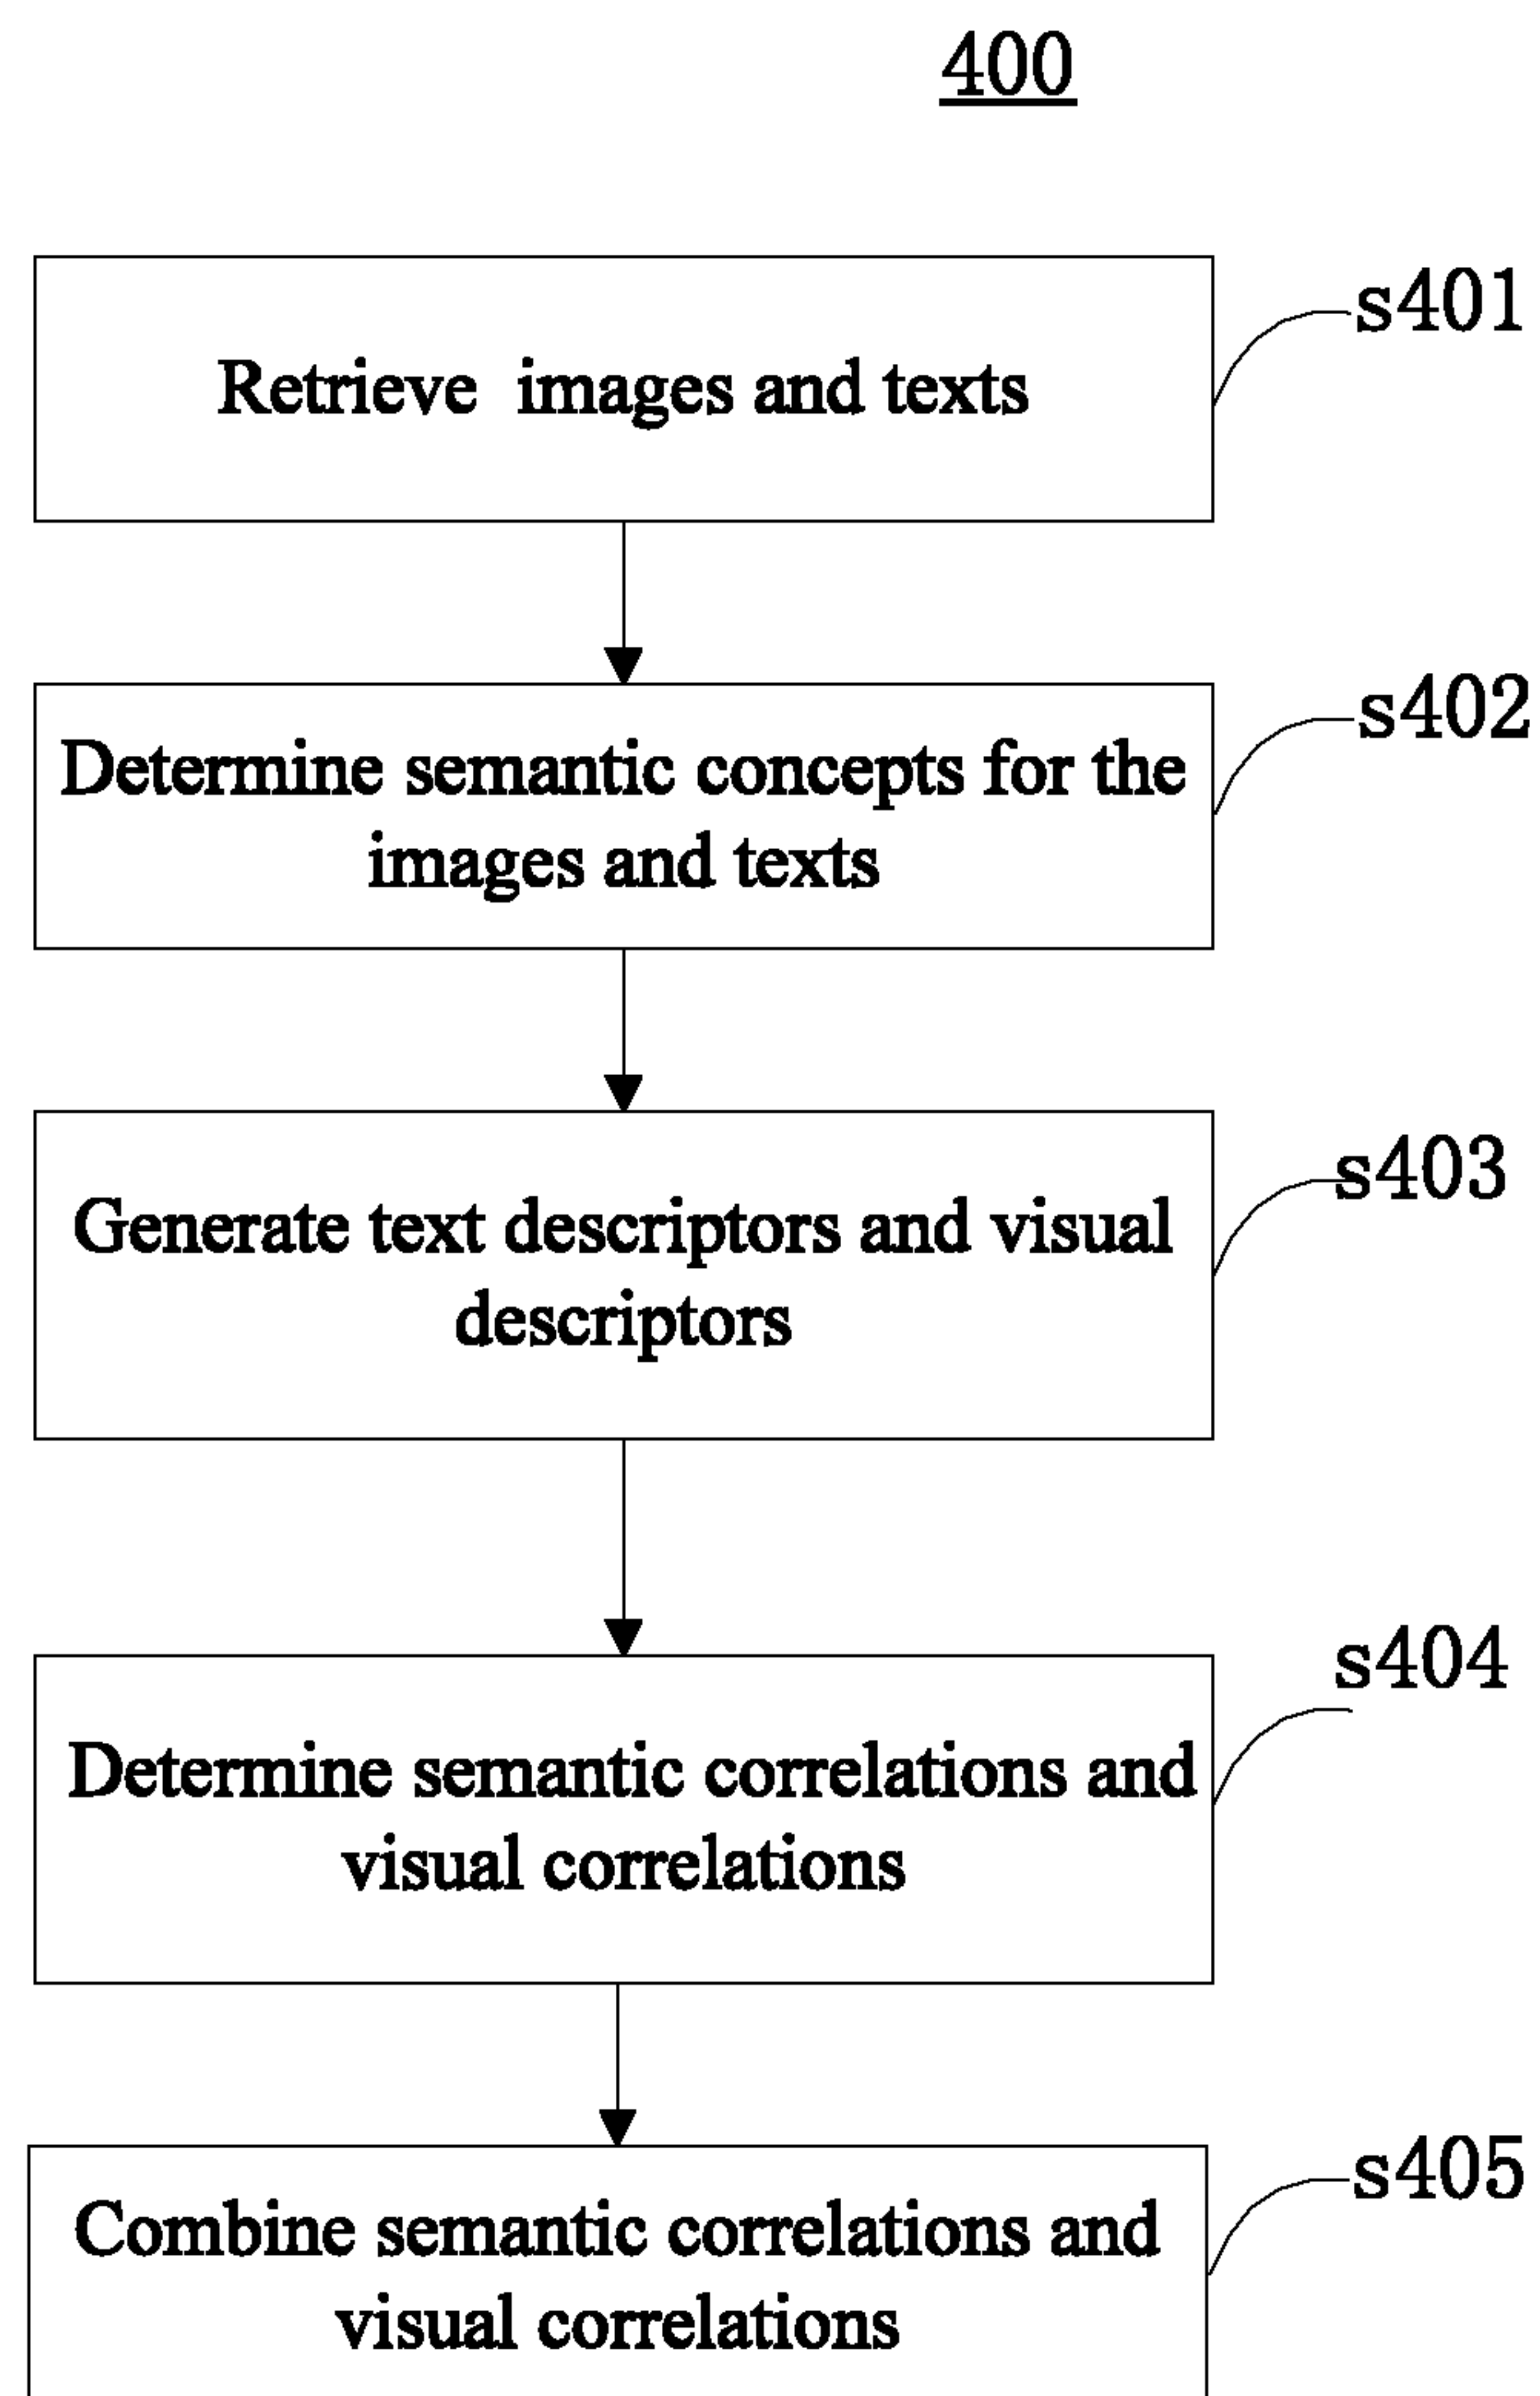 400
Retrieve images and texts
s401
Determine semantic concepts for the
images and texts
s402
Generate text descriptors and visual
descriptors
s403
Determine semantic correlations and
visual correlations
s404
Combine semantic correlations and
visual correlations
s405